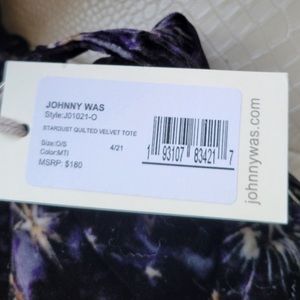 JOHNNY WAS
Style:J01021-O
STARDUST QUILTED VELVET TOTE
Size:O/S
4/21
Color:MTI
MSRP: $180
1 93107 83421 7
johnnywas.com